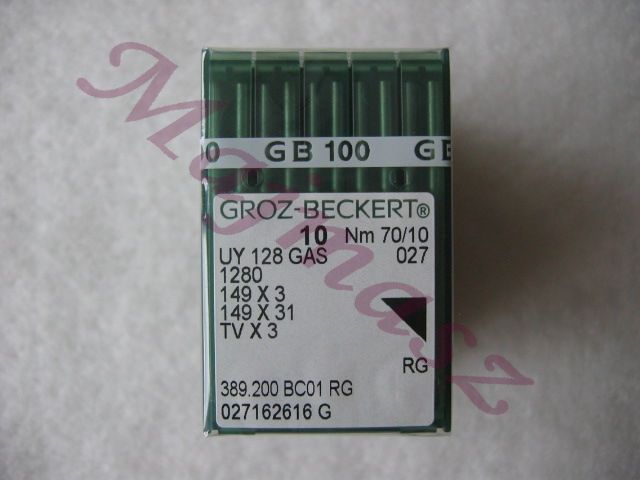 0 GB 100 GB
GROZ-BECKERT®
10 Nm 70/10
UY 128 GAS 027
1280
149 X 3
149 X 31
TV X 3
RG
389.200 BC01 RG
027162616 G
Marmasz